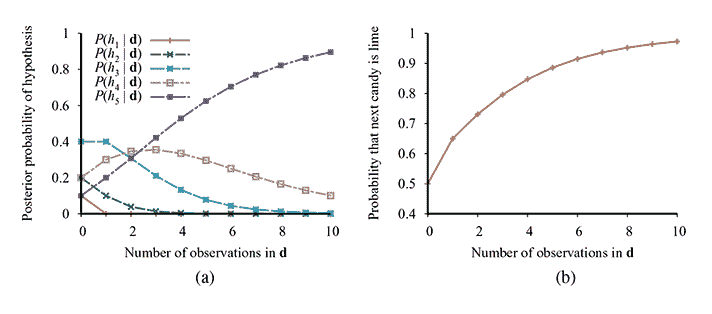 Posterior probability of hypothesis
1
0.8
0.6
0.4
0.2
0
P(h1 | d)
P(h2 | d)
P(h3 | d)
P(h4 | d)
P(h5 | d)
0 2 4 6 8 10
Number of observations in d
(a)
Probability that next candy is lime
1
0.9
0.8
0.7
0.6
0.5
0.4
0 2 4 6 8 10
Number of observations in d
(b)